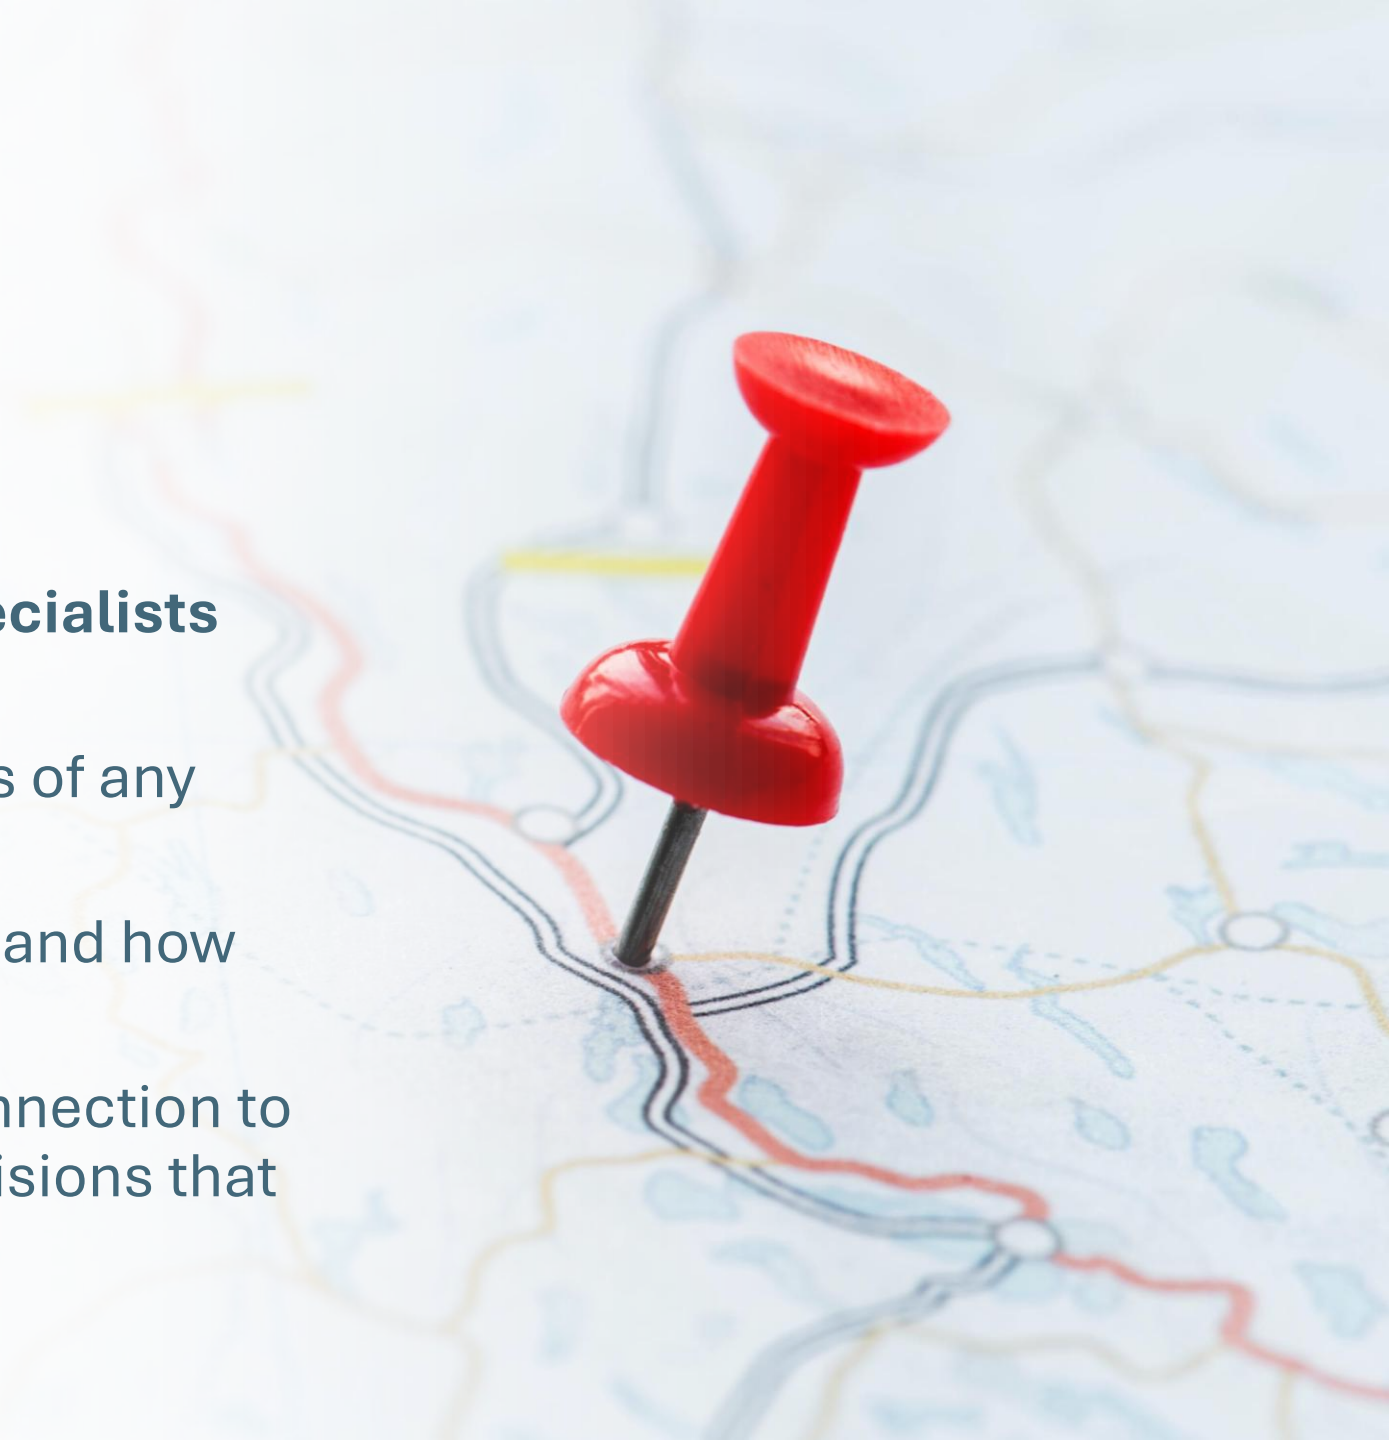 ecialists
s of any
and how
nnection to
isions that